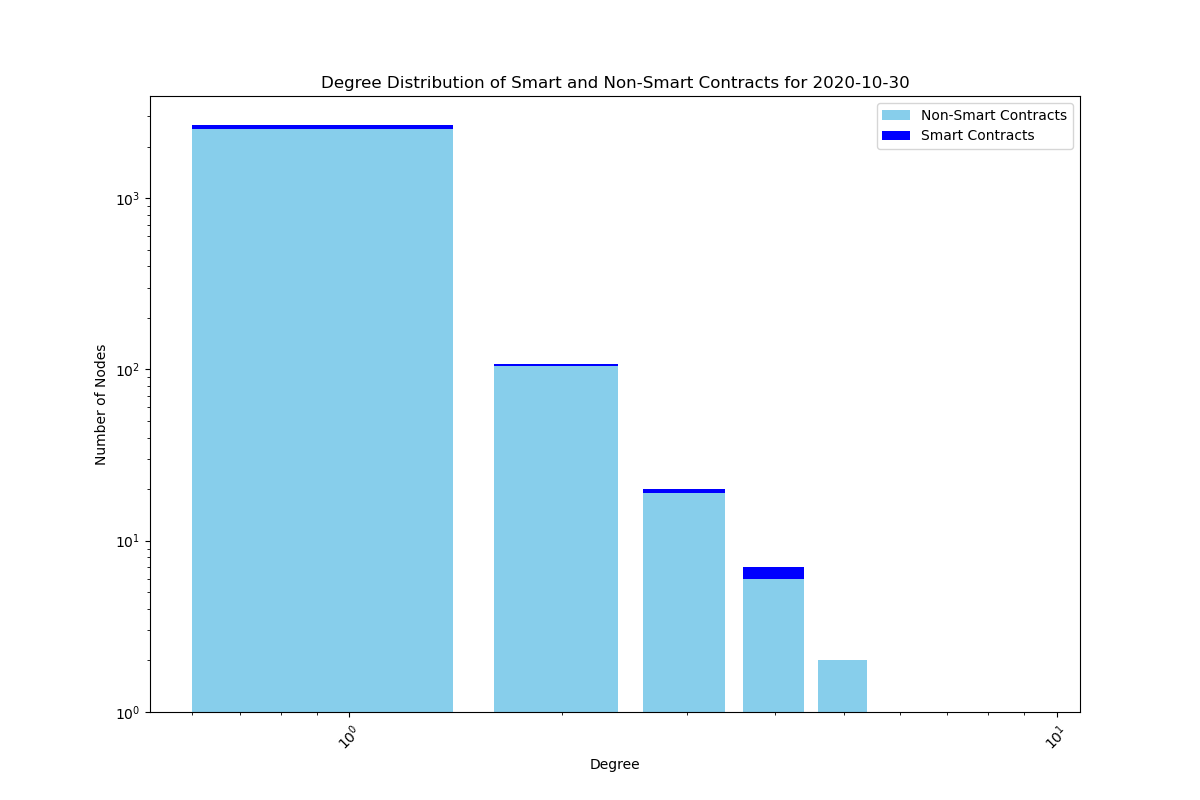 Degree Distribution of Smart and Non-Smart Contracts for 2020-10-30
Non-Smart Contracts
Smart Contracts
Number of Nodes
10³
10²
10¹
10⁰
10⁰
10¹
Degree